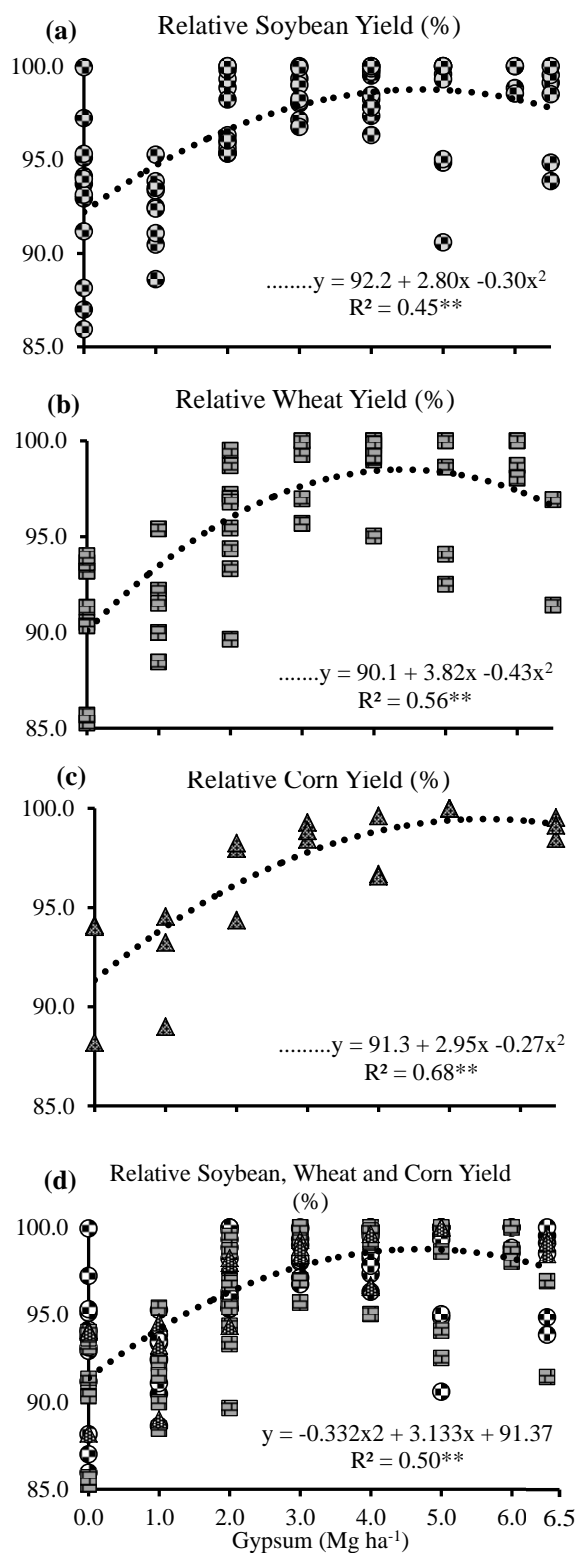 (a) Relative Soybean Yield (%)
100.0
95.0
90.0
85.0
........y = 92.2 + 2.80x -0.30x²
R² = 0.45**
(b) Relative Wheat Yield (%)
100.0
95.0
90.0
85.0
.......y = 90.1 + 3.82x -0.43x²
R² = 0.56**
(c) Relative Corn Yield (%)
100.0
95.0
90.0
85.0
.........y = 91.3 + 2.95x -0.27x²
R² = 0.68**
(d) Relative Soybean, Wheat and Corn Yield
(%)
100.0
95.0
90.0
85.0
y = -0.332x2 + 3.133x + 91.37
R² = 0.50**
0.0 1.0 2.0 3.0 4.0 5.0 6.0 6.5
Gypsum (Mg ha⁻¹)